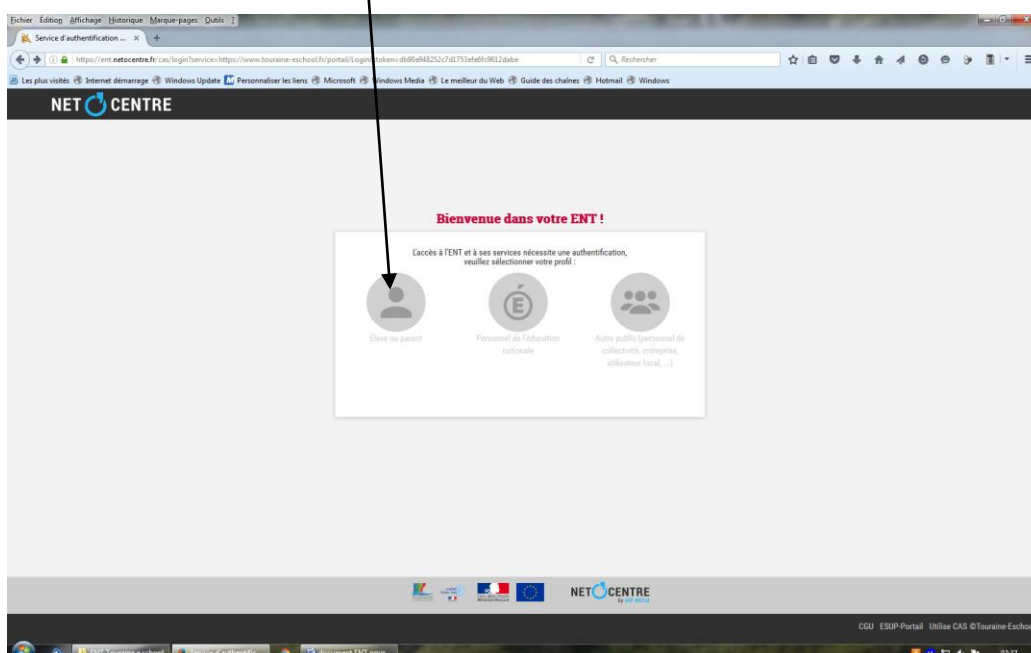 Fichier Édition Affichage Historique Marque-pages Outils ?
Service d'authentification ... × +
https://ent.netocentre.fr/cas/login?service=https://www.touraine-eschool.fr/portail/Login
Rechercher
Les plus visités Internet démarrage Windows Update Personnaliser les liens Microsoft Windows Media Le meilleur du Web Guide des chaînes Hotmail Windows
NET CENTRE
Bienvenue dans votre ENT !
L'accès à l'ENT et à ses services nécessite une authentification,
veuillez sélectionner votre profil :
Élève ou parent
Personnel de l'éducation
nationale
Autre public (personnel de
collectivité, entreprise,
utilisateur local, ...)
NET CENTRE
by GIP RECIA
CGU ESUP-Portail Utilise CAS ©Touraine-Eschoo